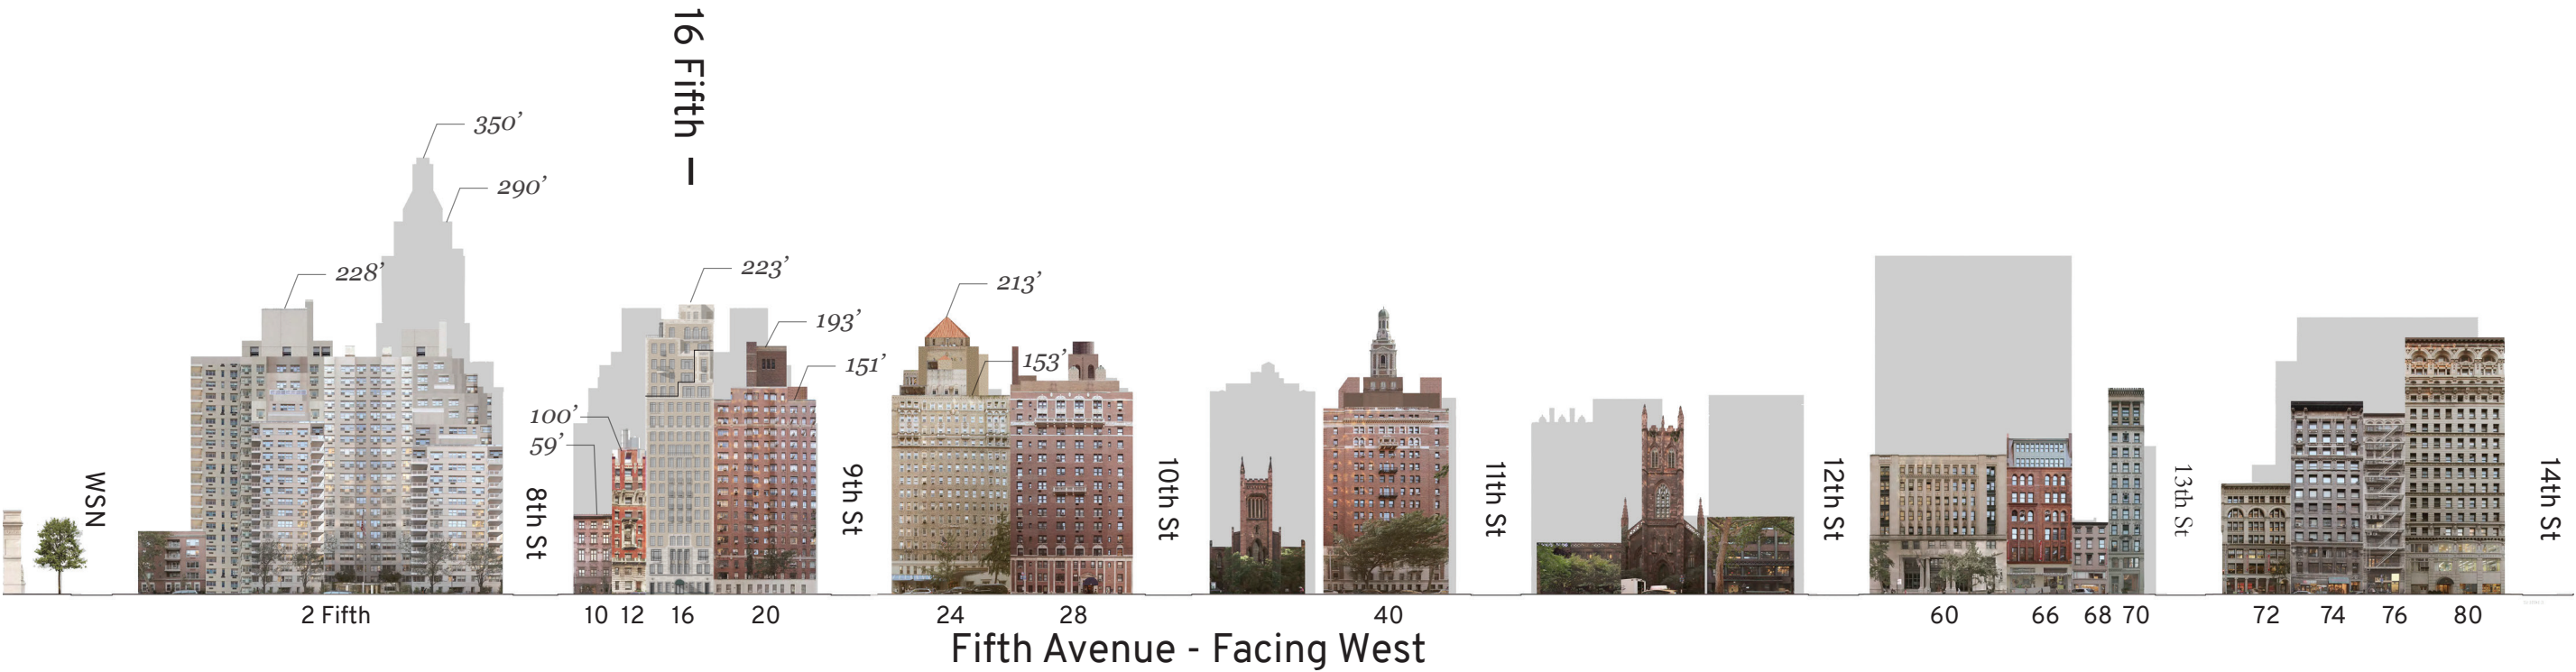 16 Fifth —
350’
290’
228’
223’
213’
193’
153’
151’
100’
59’
WSN
8th St
9th St
10th St
11th St
12th St
13th St
14th St
2 Fifth
10
12
16
20
24
28
40
60
66
68
70
72
74
76
80
Fifth Avenue - Facing West